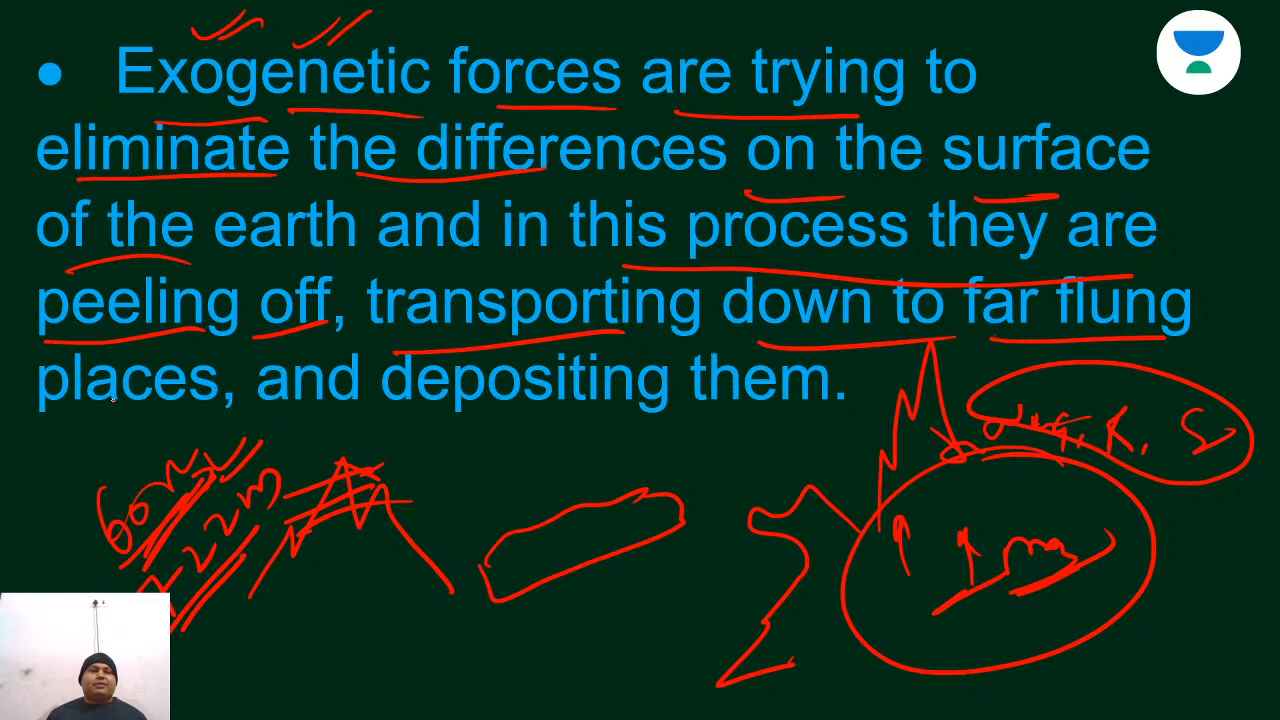 • Exogenetic forces are trying to
eliminate the differences on the surface
of the earth and in this process they are
peeling off, transporting down to far flung
places, and depositing them.
K, S
222m